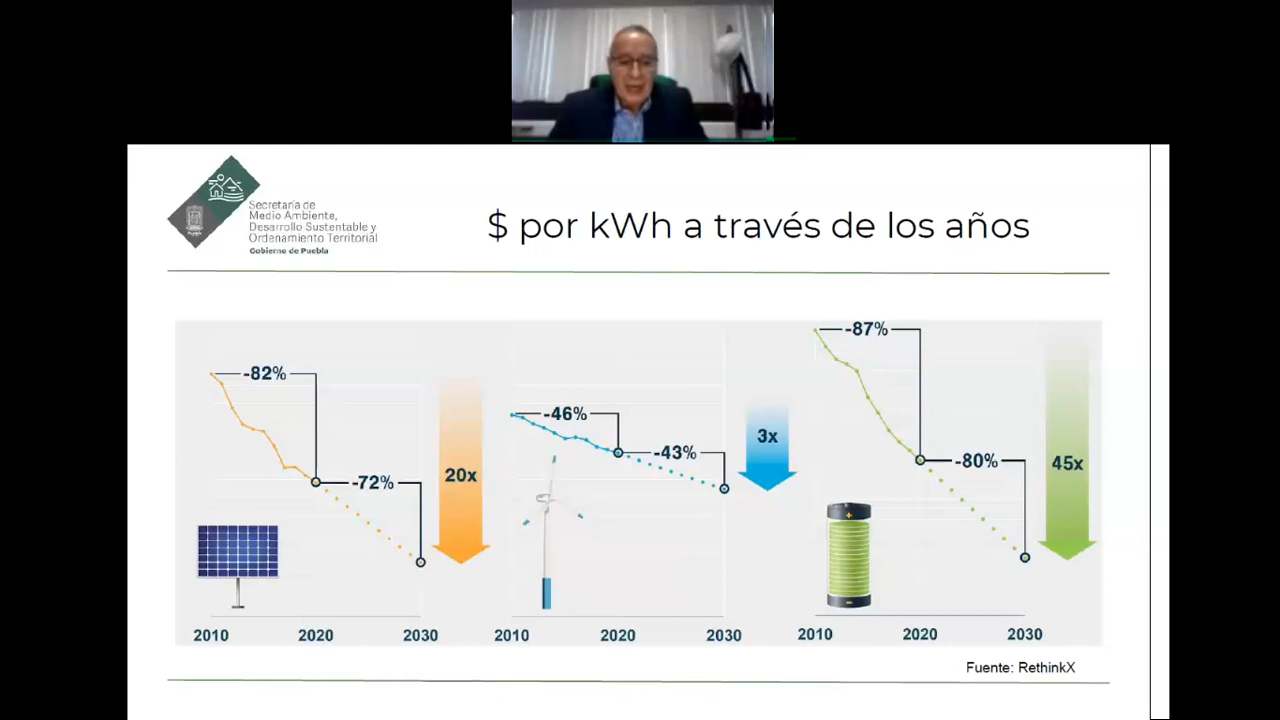 Secretaría de
Medio Ambiente,
Desarrollo Sustentable y
Ordenamiento Territorial
Gobierno de Puebla
Puebla
$ por kWh a través de los años
-82%
-72%
20x
2010 2020 2030
-46%
-43%
3x
2010 2020 2030
-87%
-80%
45x
2010 2020 2030
Fuente: RethinkX